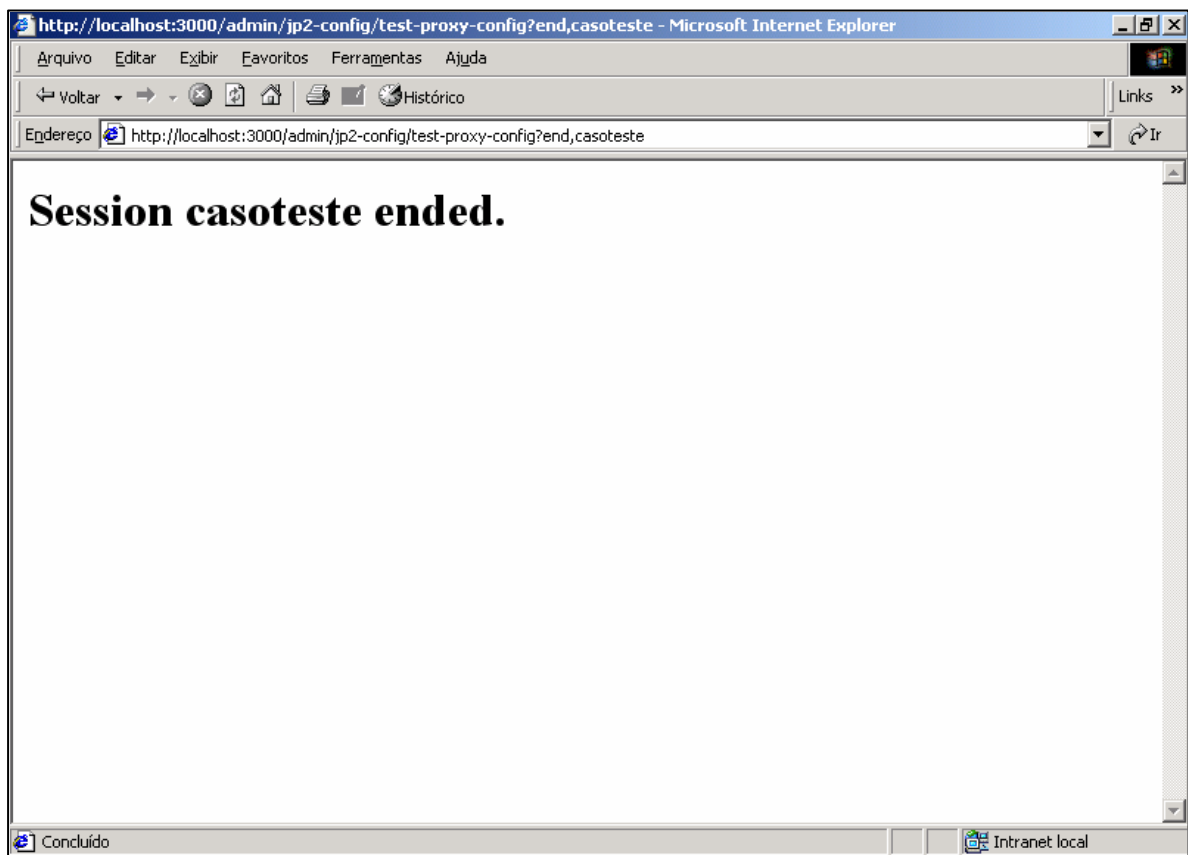 http://localhost:3000/admin/jp2-config/test-proxy-config?end,casoteste - Microsoft Internet Explorer
Arquivo Editar Exibir Favoritos Ferramentas Ajuda
Voltar Histórico Links »
Endereço http://localhost:3000/admin/jp2-config/test-proxy-config?end,casoteste Ir
Session casoteste ended.
Concluído Intranet local